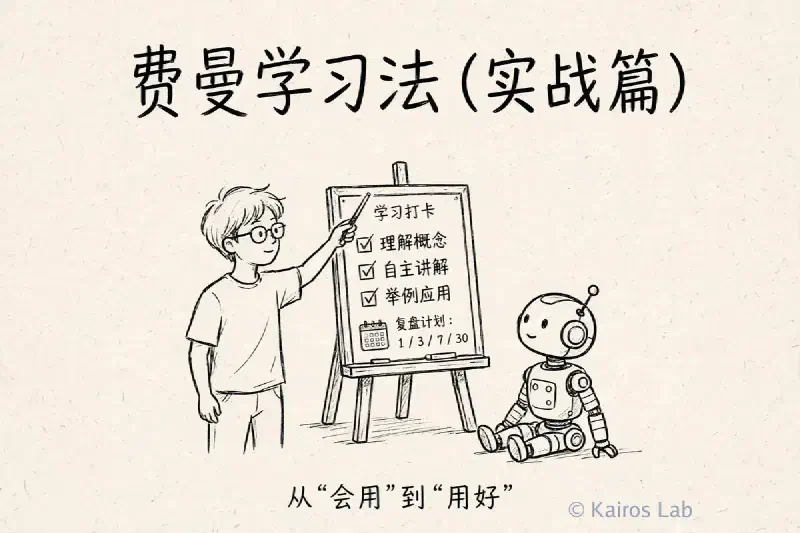 费曼学习法(实战篇)
学习打卡
理解概念
自主讲解
举例应用
复盘计划:
1 / 3 / 7 / 30
从“会用”到“用好”
© Kairos Lab